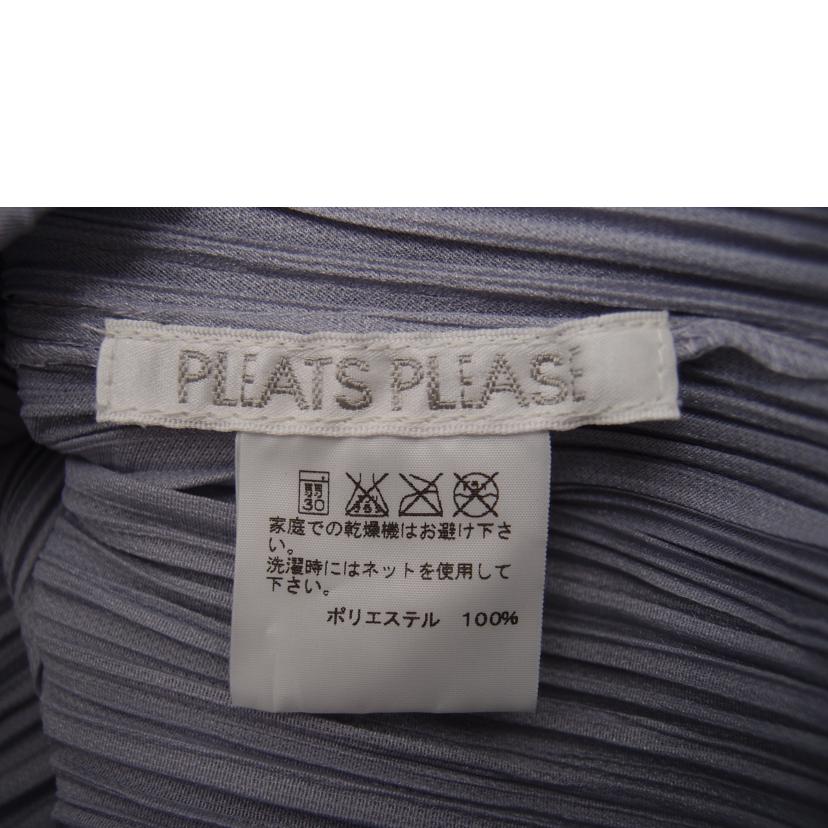 PLEATS PLEASE
30
家庭での乾燥機はお避け下さ
い。
洗濯時にはネットを使用して
下さい。
ポリエステル 100%